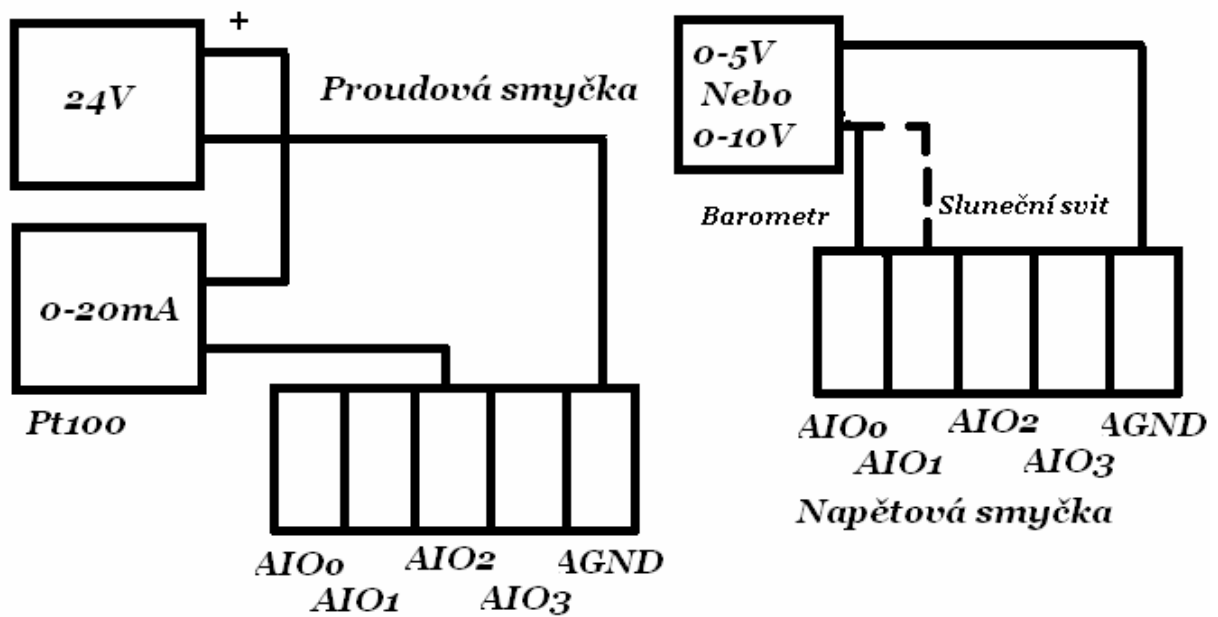 +
24V
Proudová smyčka
0-20mA
Pt100
AIO0
AIO1
AIO2
AIO3
AGND
0-5V
Nebo
0-10V
Barometr
Sluneční svit
AIO0
AIO1
AIO2
AIO3
AGND
Napětová smyčka